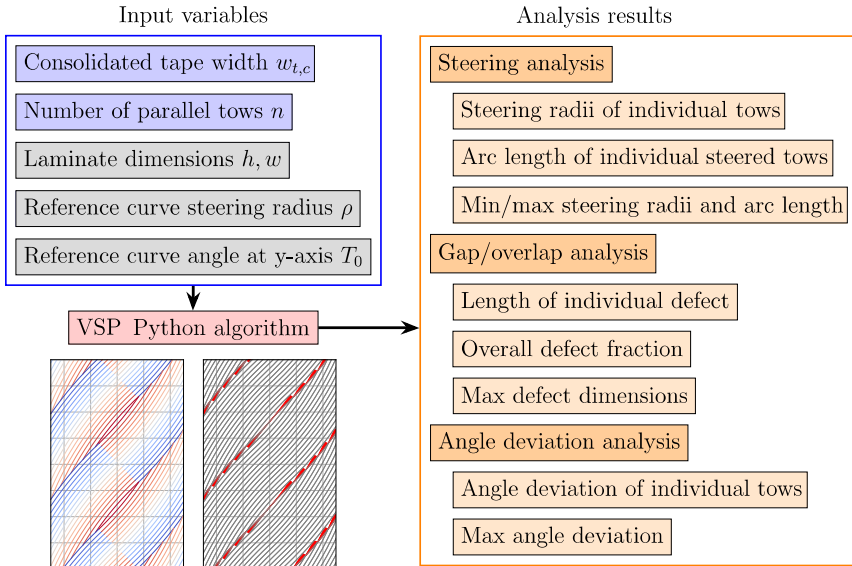 Input variables
Consolidated tape width w_{t,c}
Number of parallel tows n
Laminate dimensions h, w
Reference curve steering radius ρ
Reference curve angle at y-axis T_0
VSP Python algorithm
Analysis results
Steering analysis
Steering radii of individual tows
Arc length of individual steered tows
Min/max steering radii and arc length
Gap/overlap analysis
Length of individual defect
Overall defect fraction
Max defect dimensions
Angle deviation analysis
Angle deviation of individual tows
Max angle deviation